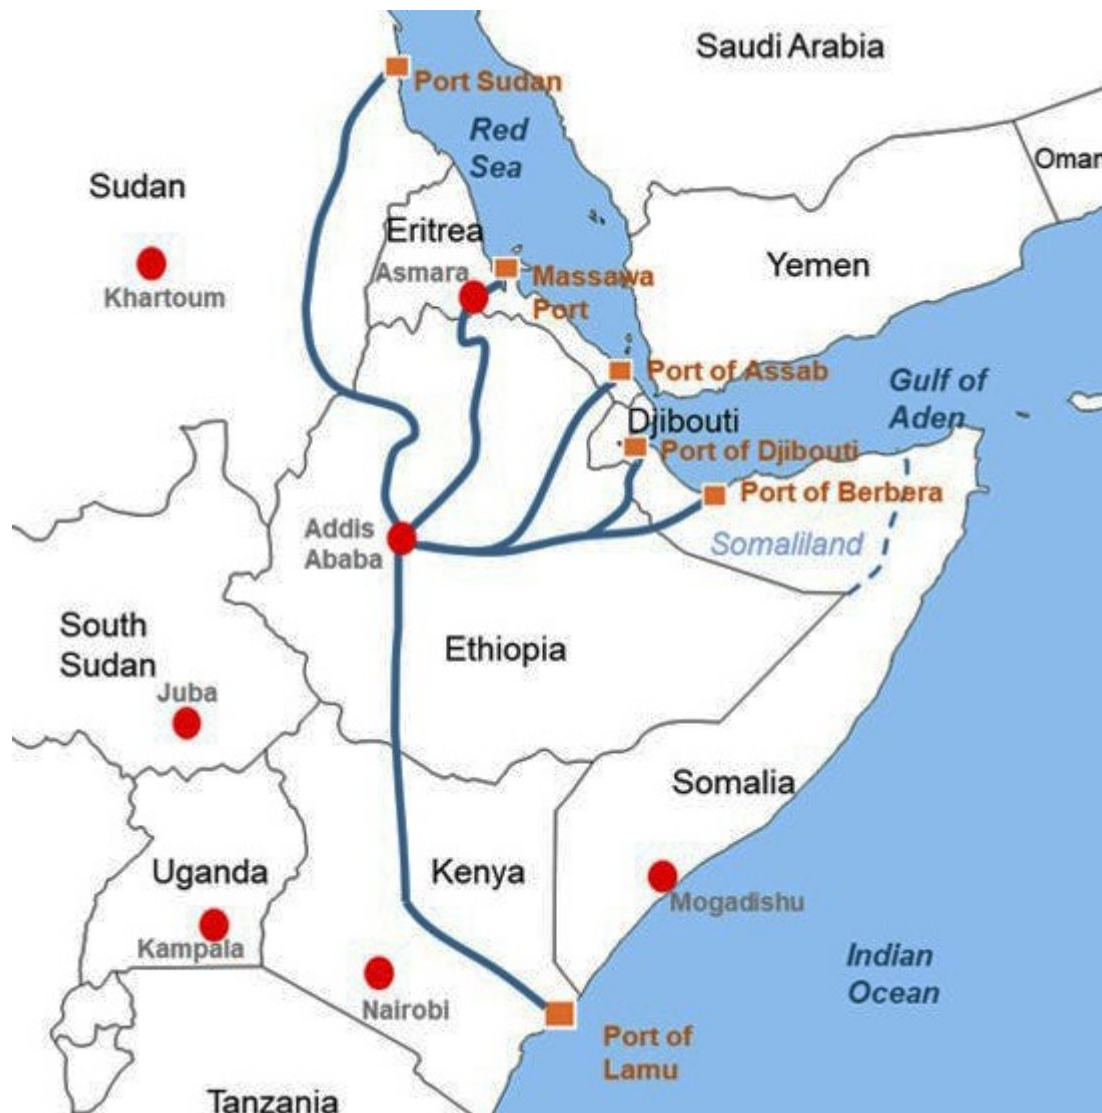 Saudi Arabia
Port Sudan
Red
Sea
Oman
Sudan
Eritrea
Asmara
Khartoum
Massawa
Port
Yemen
Port of Assab
Gulf of
Aden
Djibouti
Port of Djibouti
Port of Berbera
Addis
Ababa
Somaliland
South
Sudan
Ethiopia
Juba
Somalia
Uganda
Kenya
Mogadishu
Kampala
Indian
Ocean
Nairobi
Port of
Lamu
Tanzania